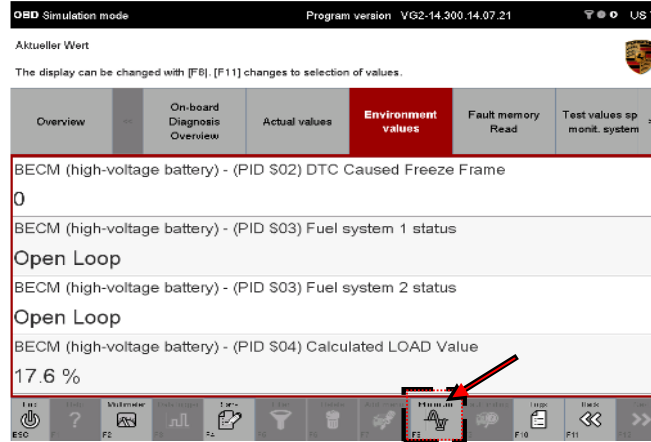 OBD Simulation mode Program version VG2-14.300.14.07.21 US
Aktueller Wert
The display can be changed with [F8]. [F11] changes to selection of values.
Overview
On-board
Diagnosis
Overview
Actual values
Environment
values
Fault memory
Read
Test values sp
monit. system
BECM (high-voltage battery) - (PID $02) DTC Caused Freeze Frame
0
BECM (high-voltage battery) - (PID $03) Fuel system 1 status
Open Loop
BECM (high-voltage battery) - (PID $03) Fuel system 2 status
Open Loop
BECM (high-voltage battery) - (PID $04) Calculated LOAD Value
17.6 %
Multimeter
Logs
Back
ESC
F2
F10
F11